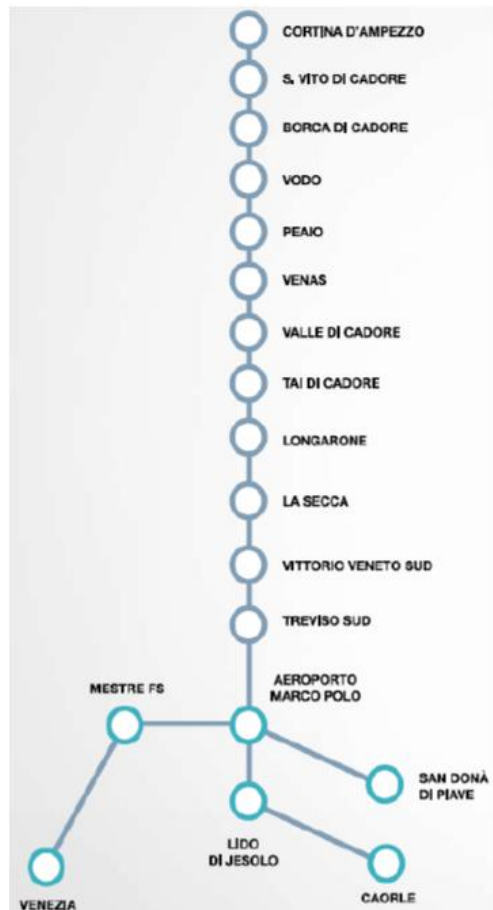 CORTINA D'AMPEZZO
S. VITO DI CADORE
BORCA DI CADORE
VODO
PEAIO
VENAS
VALLE DI CADORE
TAI DI CADORE
LONGARONE
LA SECCA
VITTORIO VENETO SUD
TREVISO SUD
AEROPORTO
MARCO POLO
MESTRE FS
SAN DONÀ
DI PIAVE
LIDO
DI JESOLO
CAORLE
VENEZIA